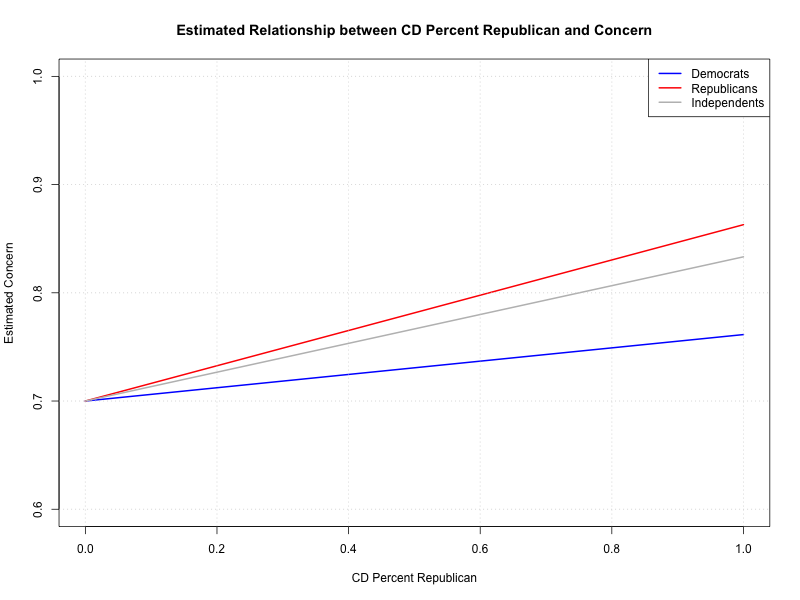 Estimated Relationship between CD Percent Republican and Concern
Democrats
Republicans
Independents
Estimated Concern
1.0
0.9
0.8
0.7
0.6
0.0 0.2 0.4 0.6 0.8 1.0
CD Percent Republican